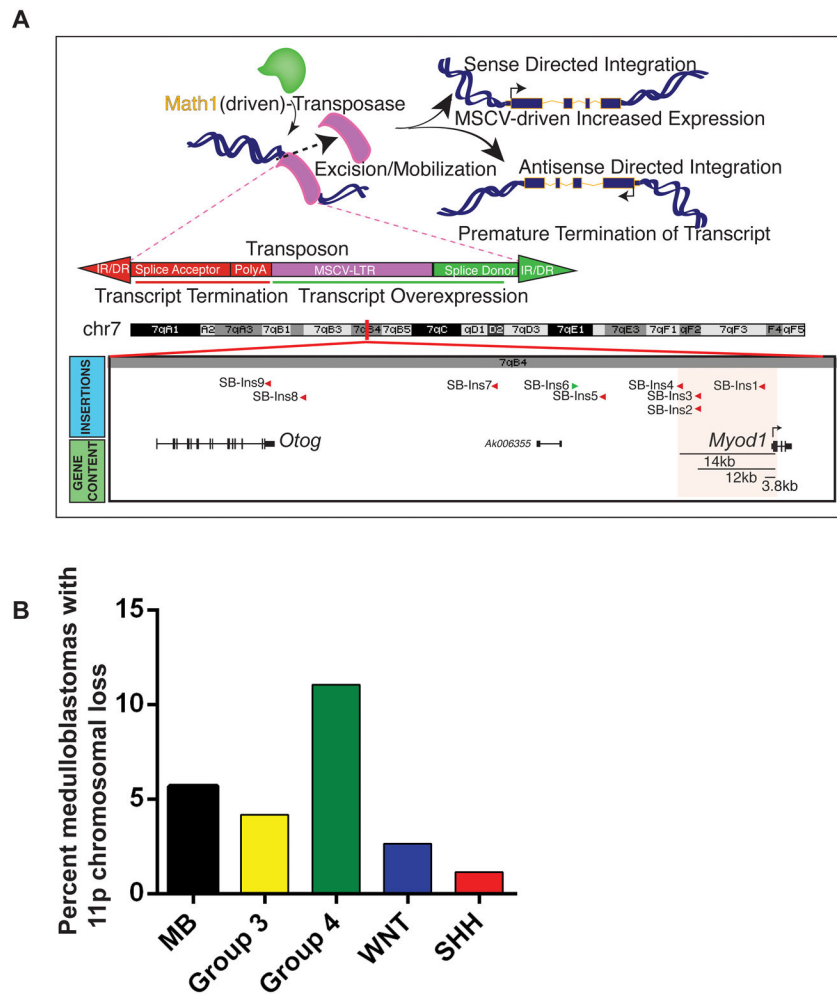 A
Sense Directed Integration
Math1(driven)-Transposase
MSCV-driven Increased Expression
Excision/Mobilization
Antisense Directed Integration
Premature Termination of Transcript
Transposon
IR/DR Splice Acceptor PolyA MSCV-LTR Splice Donor IR/DR
Transcript Termination Transcript Overexpression
chr7 7qA1 A2 7qA3 7qB1 7qB3 7qB4 7qB5 7qC qD1 D2 7qD3 7qE1 7qE3 7qF1 qF2 7qF3 F4 qF5
7qB4
INSERTIONS
SB-Ins9 SB-Ins7 SB-Ins6 SB-Ins4 SB-Ins1
SB-Ins8 SB-Ins5 SB-Ins3
SB-Ins2
GENE CONTENT
Otog Ak006355 Myod1
14kb
12kb
3.8kb
B
Percent medulloblastomas with
11p chromosomal loss
15
10
5
0
MB Group 3 Group 4 WNT SHH